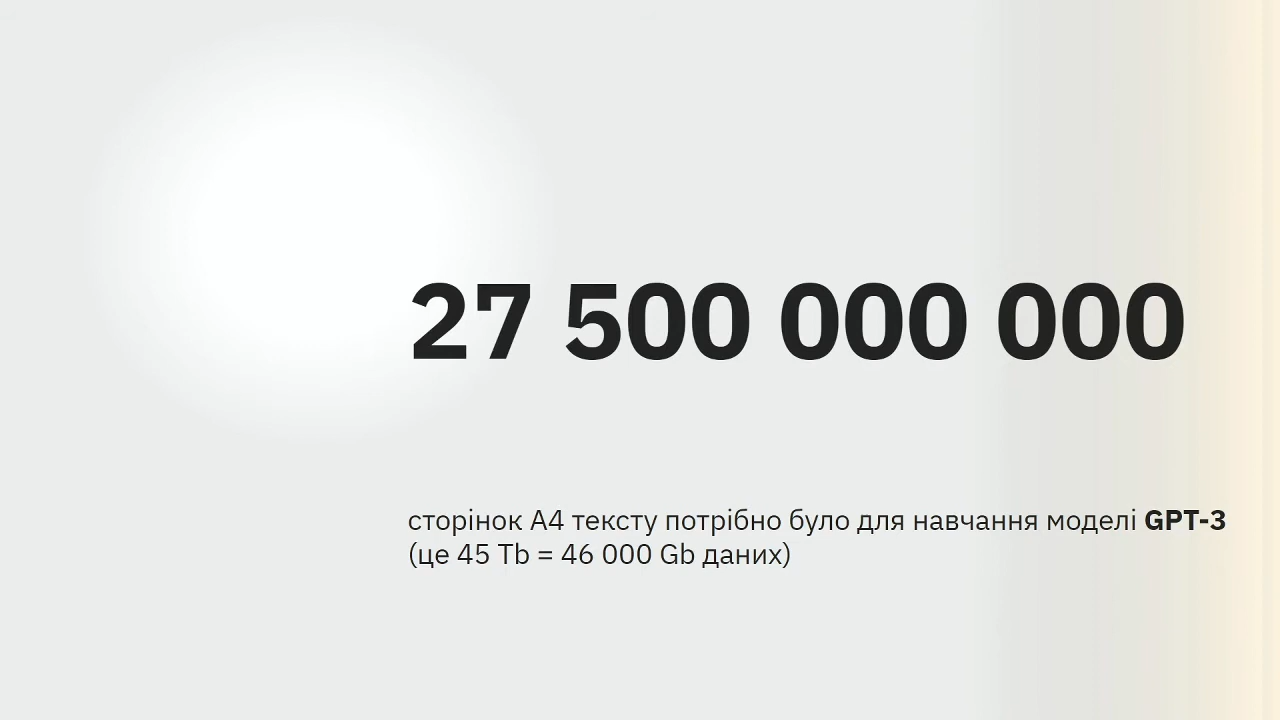 27 500 000 000
сторінок А4 тексту потрібно було для навчання моделі GPT-3
(це 45 Tb = 46 000 Gb даних)